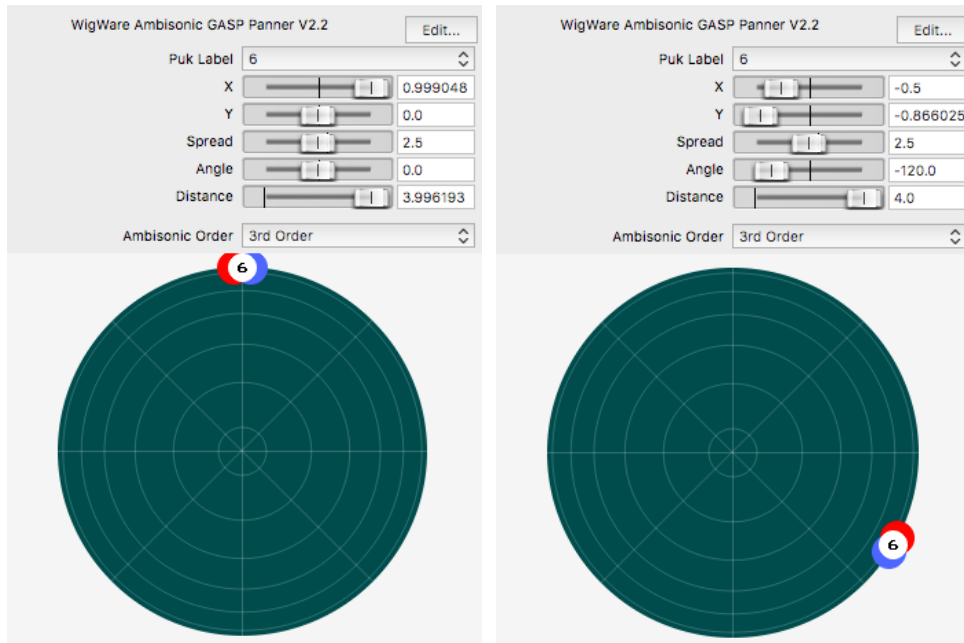 WigWare Ambisonic GASP Panner V2.2 Edit...
Puk Label 6
X 0.999048
Y 0.0
Spread 2.5
Angle 0.0
Distance 3.996193
Ambisonic Order 3rd Order
6
WigWare Ambisonic GASP Panner V2.2 Edit...
Puk Label 6
X -0.5
Y -0.866025
Spread 2.5
Angle -120.0
Distance 4.0
Ambisonic Order 3rd Order
6